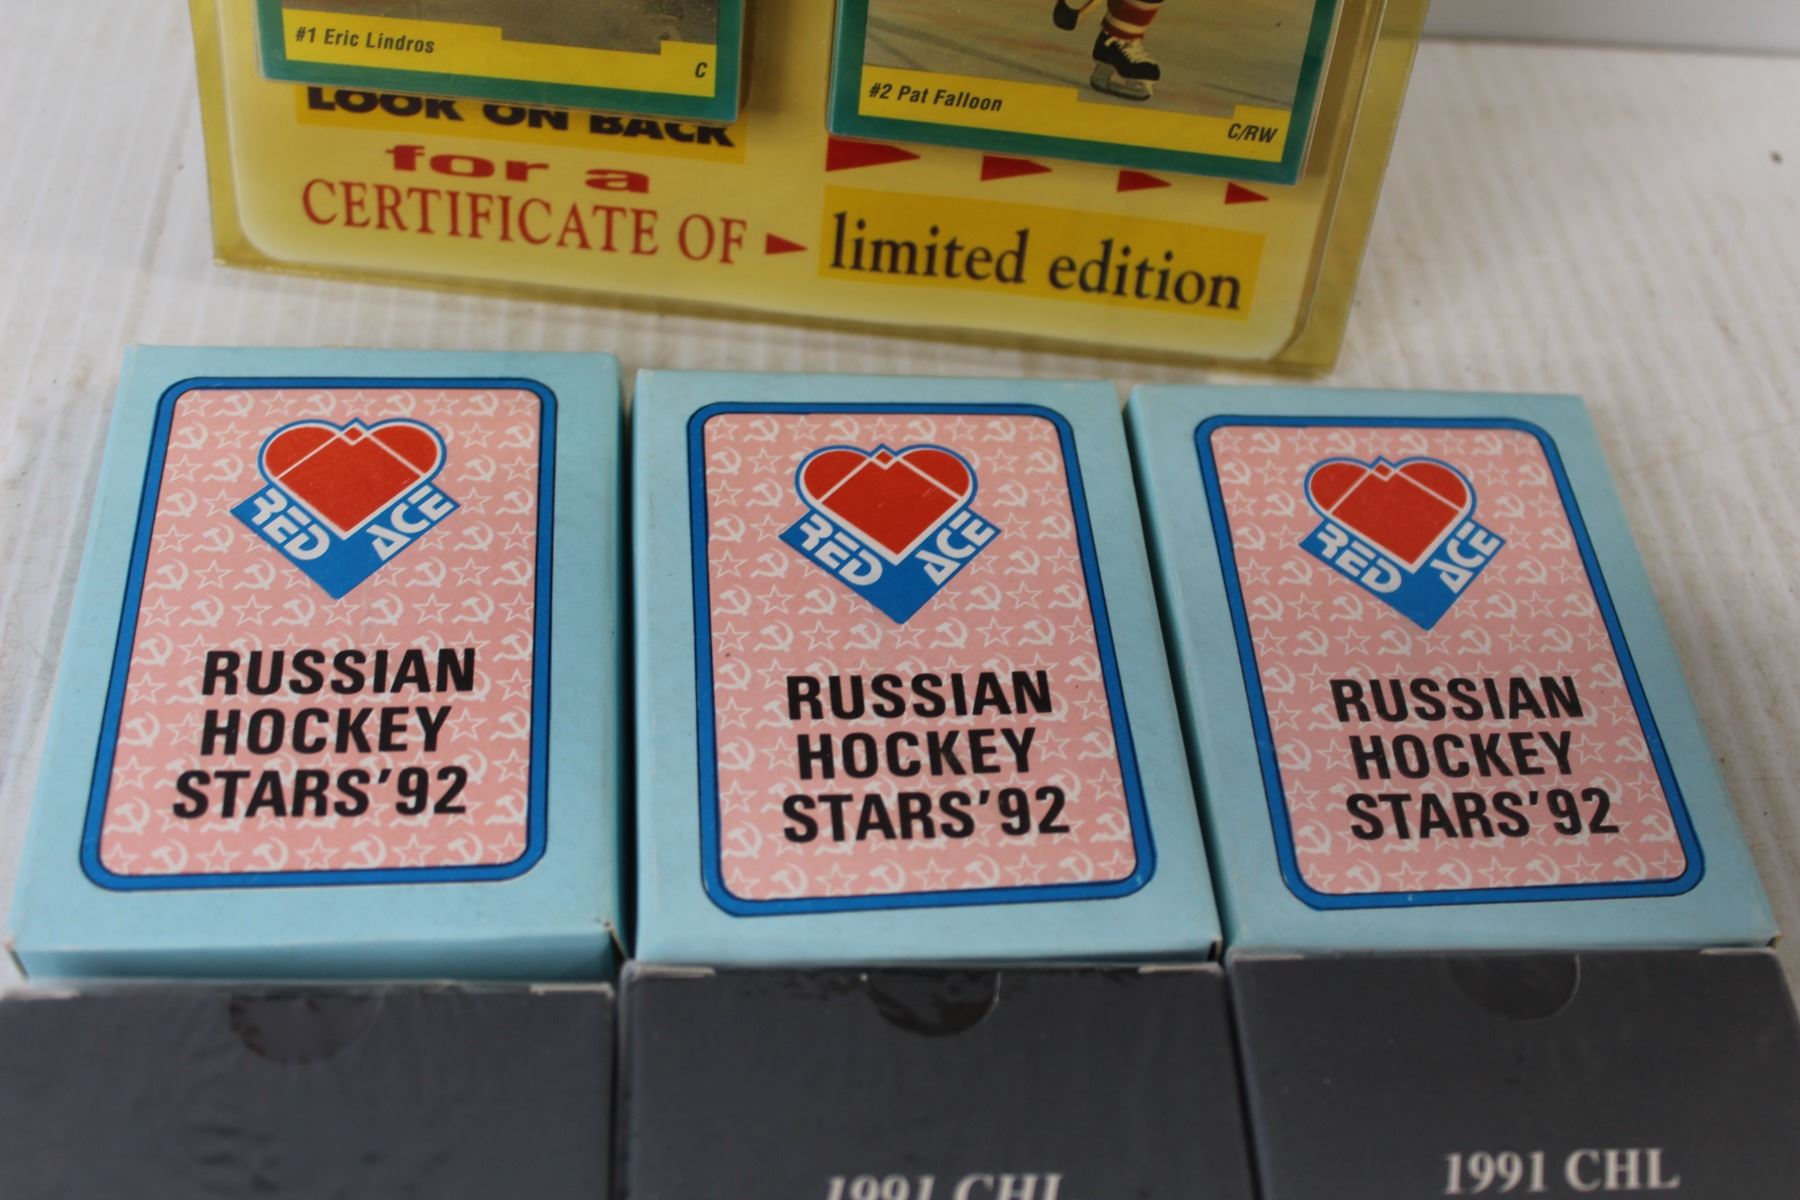 #1 Eric Lindros
C
#2 Pat Falloon
C/RW
LOOK ON BACK
for a
CERTIFICATE OF
limited edition
RED ACE
RUSSIAN
HOCKEY
STARS'92
RED ACE
RUSSIAN
HOCKEY
STARS'92
RED ACE
RUSSIAN
HOCKEY
STARS'92
1991 CHL
1991 CHL